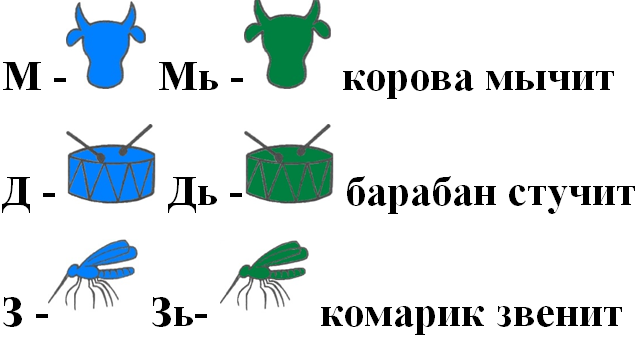 М - Мь - корова мычит
Д - Дь - барабан стучит
З - Зь- комарик звенит